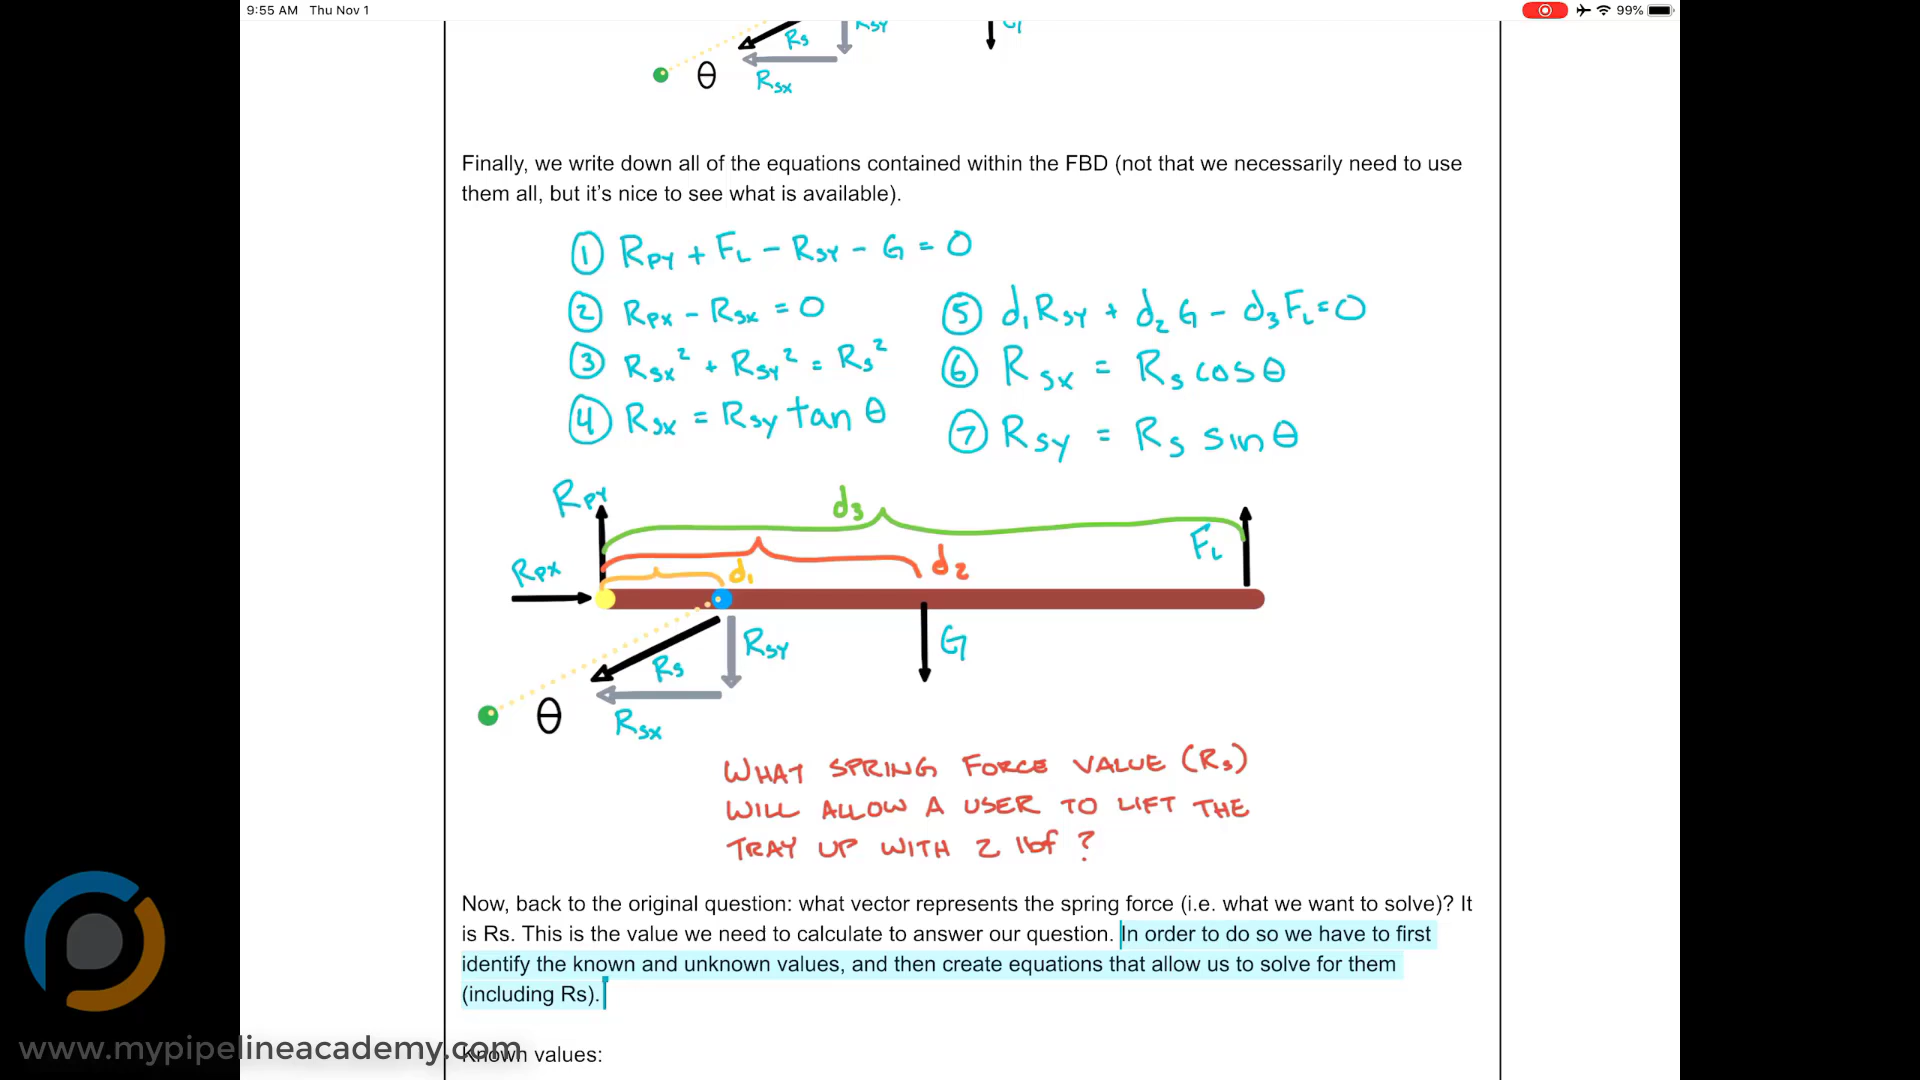 9:55 AM Thu Nov 1
99%
Rs
RSY
G
θ
RSX
Finally, we write down all of the equations contained within the FBD (not that we necessarily need to use
them all, but it's nice to see what is available).
① RPY + FL - RSY - G = 0
② RPX - RSX = 0
③ RSX² + RSY² = RS²
④ RSX = RSY tan θ
⑤ d1RSY + d2G - d3FL = 0
⑥ RSX = RS cosθ
⑦ RSY = RS sinθ
RPY
d3
FL
RPX
d1
d2
RS
RSY
G
θ
RSX
WHAT SPRING FORCE VALUE (Rs)
WILL ALLOW A USER TO LIFT THE
TRAY UP WITH 2 lbf ?
Now, back to the original question: what vector represents the spring force (i.e. what we want to solve)? It
is Rs. This is the value we need to calculate to answer our question. In order to do so we have to first
identify the known and unknown values, and then create equations that allow us to solve for them
(including Rs).
www.mypipelineacademy.com
Known values: